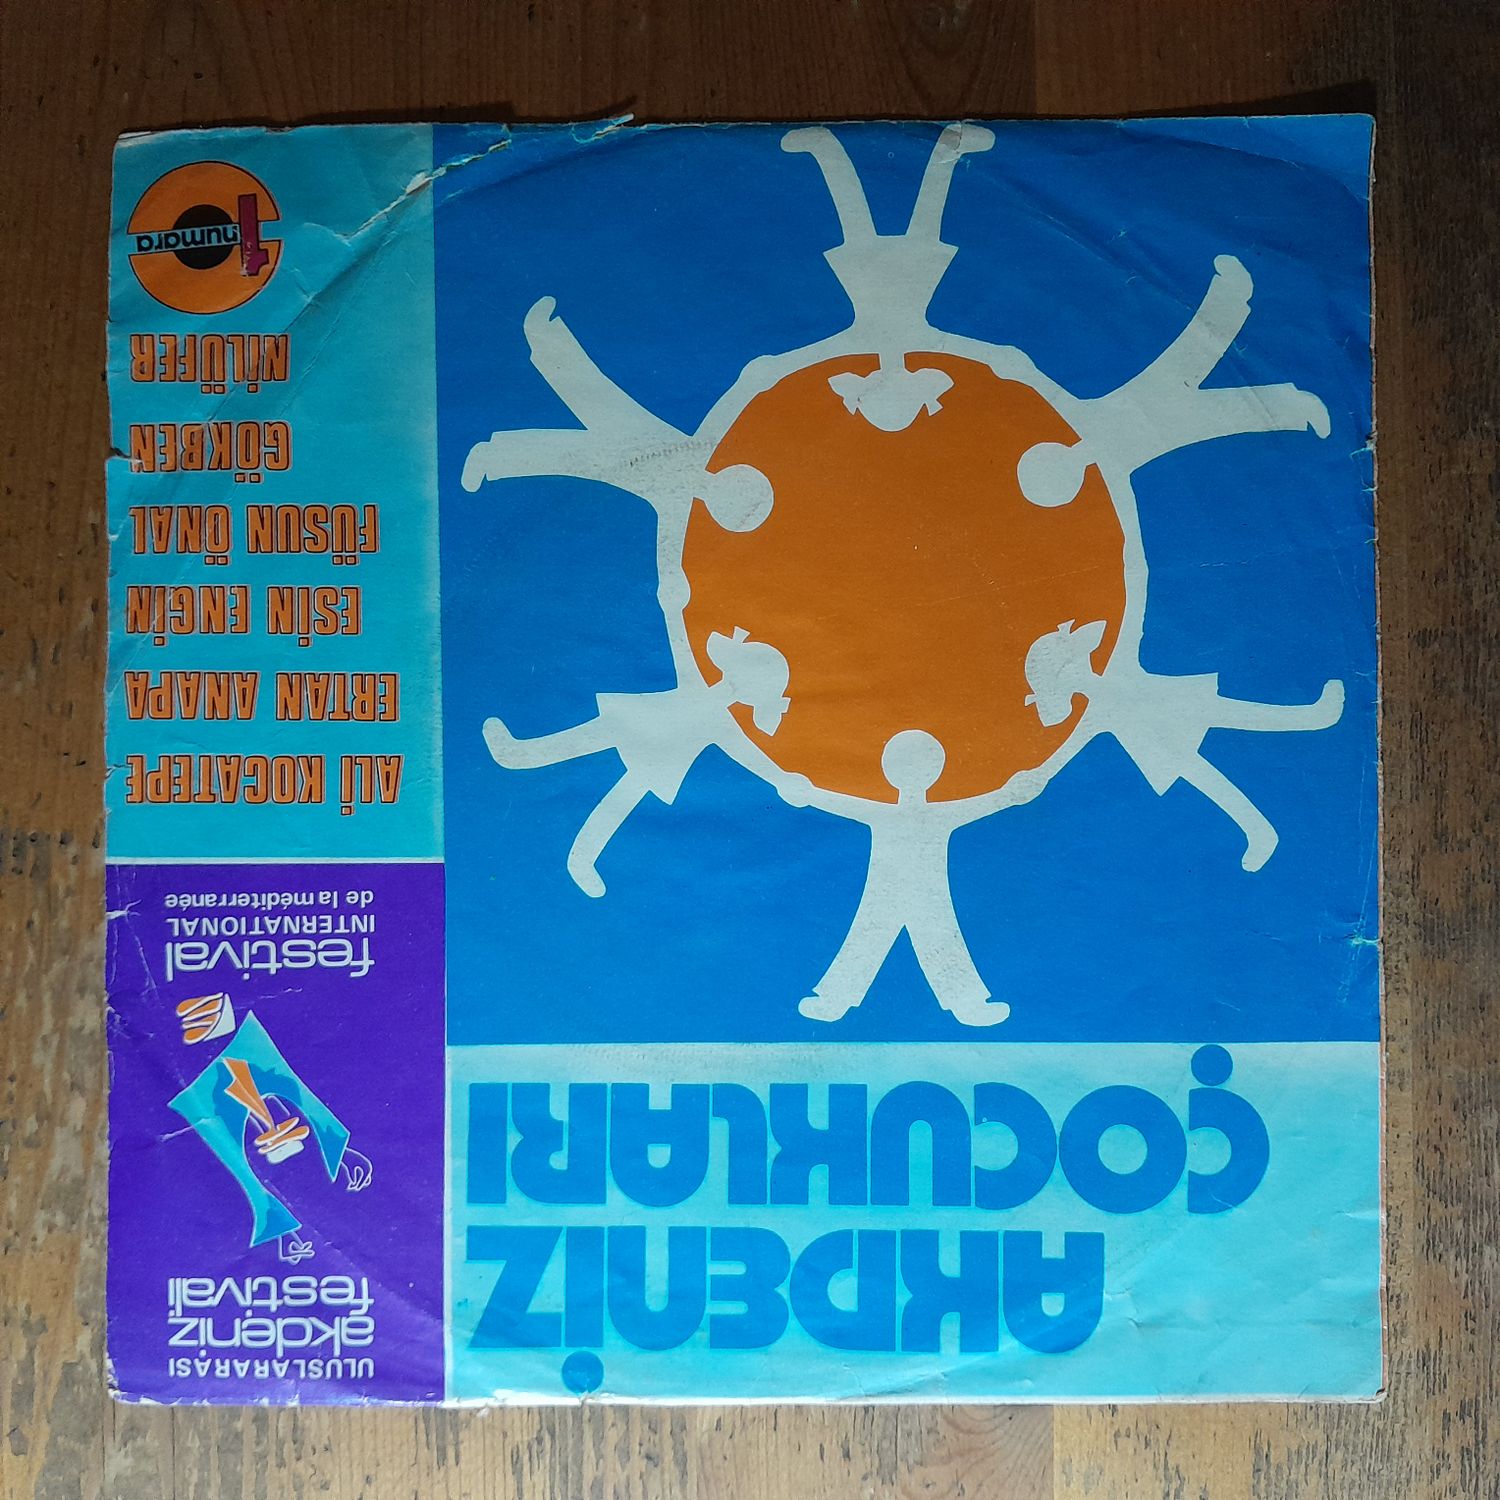 AKDENİZ
ÇOCUKLARI
ULUSLARARASI
akdeniz
festivali
festival
INTERNATIONAL
de la méditerranée
ALİ KOCATEPE
ERTAN ANAPA
ESİN ENGİN
FÜSUN ÖNAL
GÖKBEN
NİLÜFER
1 numara